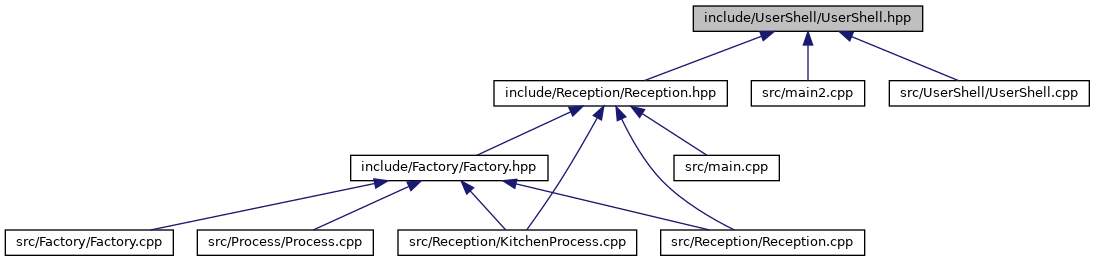 include/UserShell/UserShell.hpp
include/Reception/Reception.hpp
src/main2.cpp
src/UserShell/UserShell.cpp
include/Factory/Factory.hpp
src/main.cpp
src/Factory/Factory.cpp
src/Process/Process.cpp
src/Reception/KitchenProcess.cpp
src/Reception/Reception.cpp